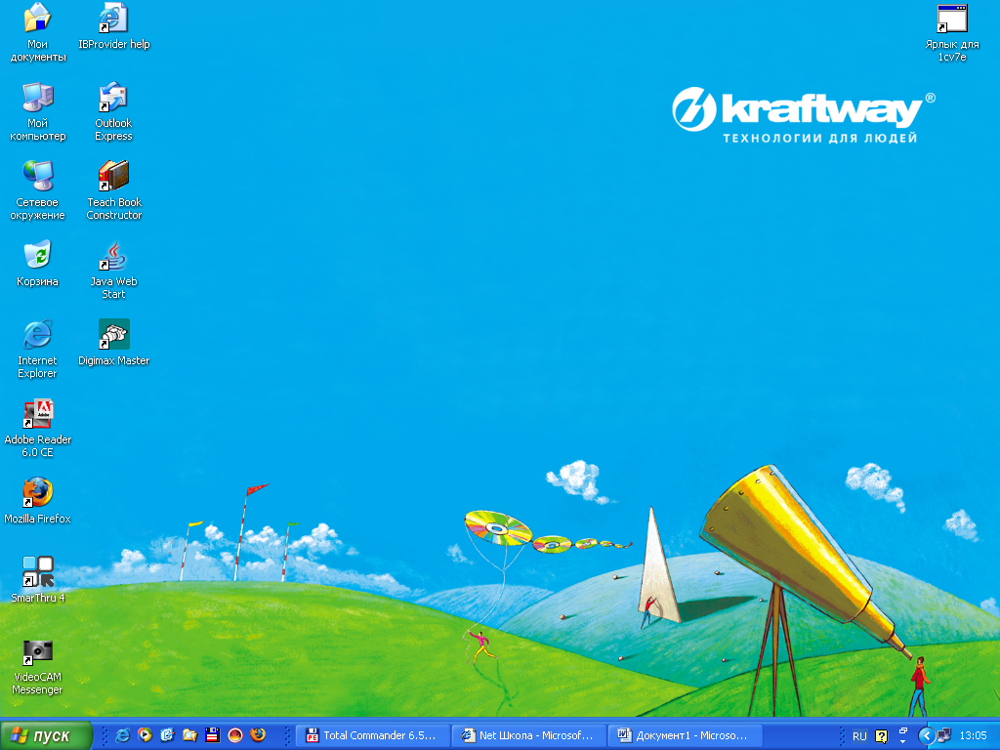 Мои
документы
IBProvider help
Ярлык для
1cv7e
Мой
компьютер
Outlook
Express
kraftway®
ТЕХНОЛОГИИ ДЛЯ ЛЮДЕЙ
Сетевое
окружение
Teach Book
Constructor
Корзина
Java Web
Start
Internet
Explorer
Digimax Master
Adobe Reader
6.0 CE
Mozilla Firefox
SmarThru 4
VideoCAM
Messenger
пуск
Total Commander 6.5...
Net Школа - Microsof...
Документ1 - Microso...
RU
13:05